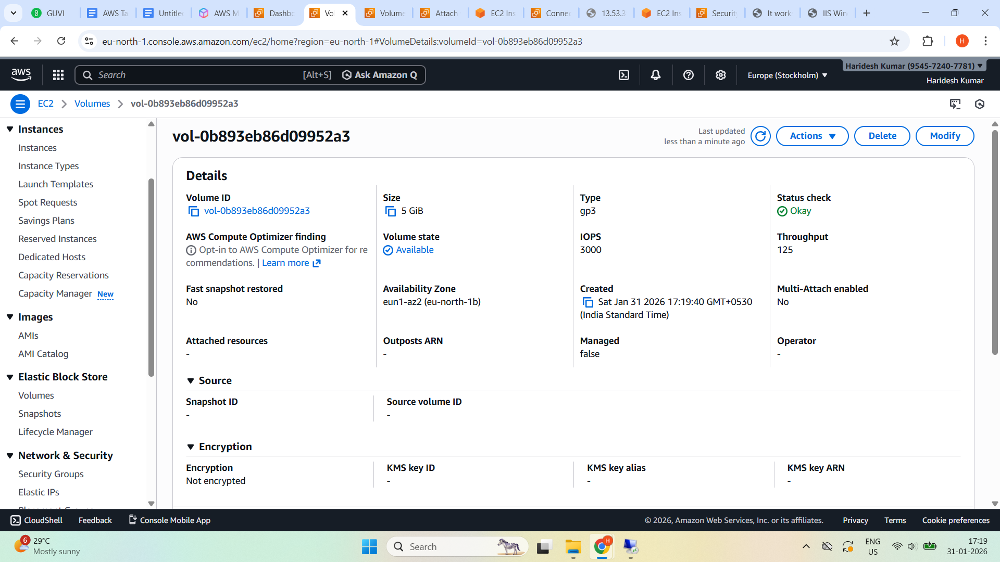 GUVI
AWS Ta
Untitle
AWS M
Dashbo
Vo
Volume
Attach
EC2 Ins
Connec
13.53.3
EC2 Ins
Security
It work
IIS Win
eu-north-1.console.aws.amazon.com/ec2/home?region=eu-north-1#VolumeDetails:volumeId=vol-0b893eb86d09952a3
H
aws
Search
[Alt+S]
Ask Amazon Q
Europe (Stockholm)
Haridesh Kumar (9545-7240-7781)
Haridesh Kumar
EC2
Volumes
vol-0b893eb86d09952a3
Instances
Instances
Instance Types
Launch Templates
Spot Requests
Savings Plans
Reserved Instances
Dedicated Hosts
Capacity Reservations
Capacity Manager New
Images
AMIs
AMI Catalog
Elastic Block Store
Volumes
Snapshots
Lifecycle Manager
Network & Security
Security Groups
Elastic IPs
vol-0b893eb86d09952a3
Last updated
less than a minute ago
Actions
Delete
Modify
Details
Volume ID
vol-0b893eb86d09952a3
Size
5 GiB
Type
gp3
Status check
Okay
AWS Compute Optimizer finding
Opt-in to AWS Compute Optimizer for re
commendations. | Learn more
Volume state
Available
IOPS
3000
Throughput
125
Fast snapshot restored
No
Availability Zone
eun1-az2 (eu-north-1b)
Created
Sat Jan 31 2026 17:19:40 GMT+0530
(India Standard Time)
Multi-Attach enabled
No
Attached resources
-
Outposts ARN
-
Managed
false
Operator
-
Source
Snapshot ID
-
Source volume ID
-
Encryption
Encryption
Not encrypted
KMS key ID
-
KMS key alias
-
KMS key ARN
-
CloudShell
Feedback
Console Mobile App
© 2026, Amazon Web Services, Inc. or its affiliates.
Privacy
Terms
Cookie preferences
6
29°C
Mostly sunny
Search
H
ENG
US
17:19
31-01-2026